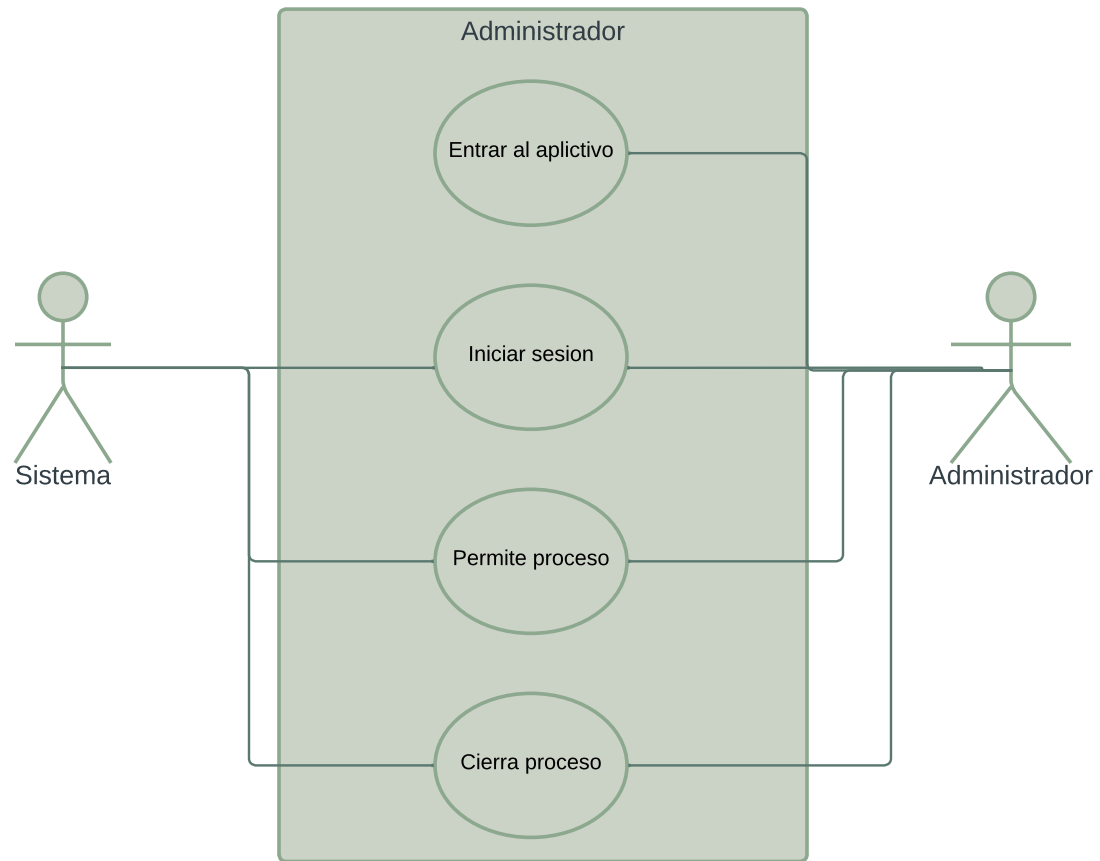 Administrador
Entrar al aplictivo
Iniciar sesion
Sistema
Administrador
Permite proceso
Cierra proceso